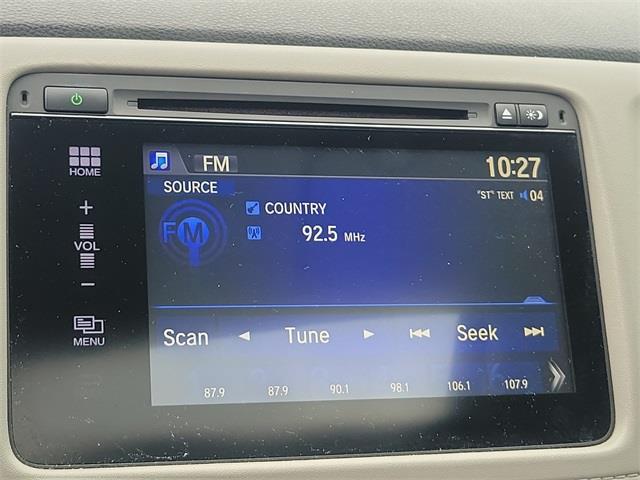 HOME
+
VOL
−
MENU
FM 10:27
SOURCE
"ST" TEXT 04
FM
COUNTRY
92.5 MHz
Scan Tune Seek
87.9 87.9 90.1 98.1 106.1 107.9